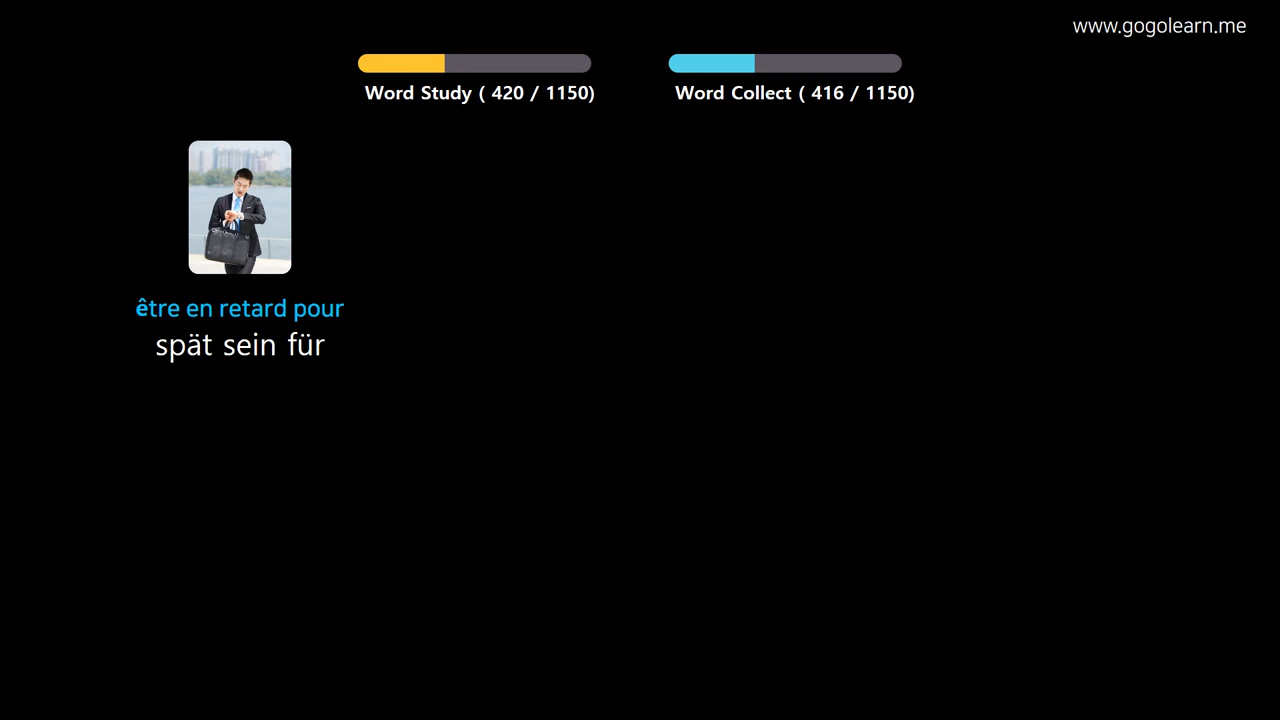 www.gogolearn.me
Word Study ( 420 / 1150)
Word Collect ( 416 / 1150)
être en retard pour
spät sein für